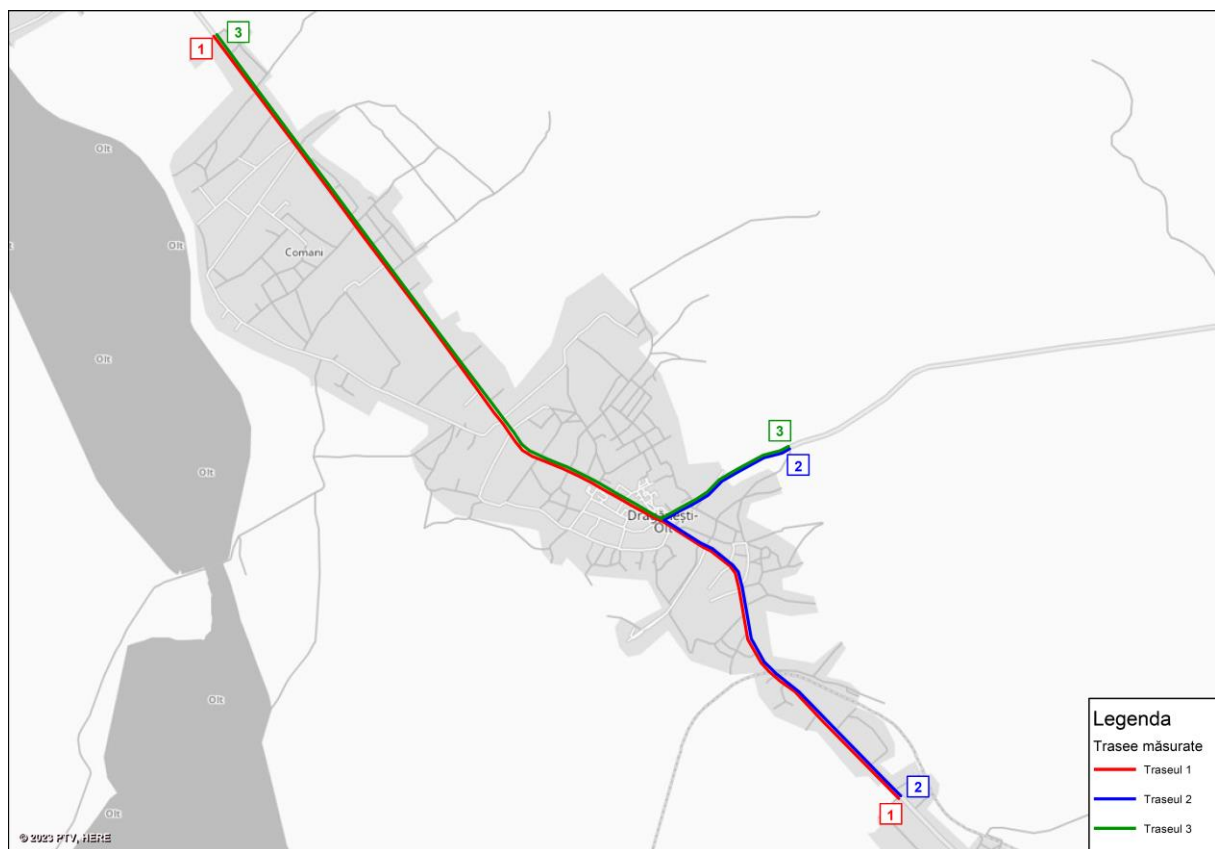 3
1
Olt
Olt
Olt
Comani
Olt
3
2
Olt
Drăgănești-
Olt
Olt
2
1
Legenda
Trasee măsurate
Traseul 1
Traseul 2
Traseul 3
© 2023 PTV, HERE